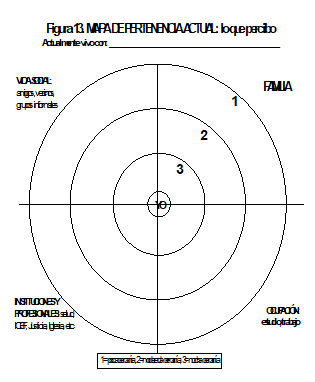 Figura 13. MAPA DE PERTENENCIA ACTUAL: lo que percibo
Actualmente vivo con:
VIDA SOCIAL:
amigos, vecinos,
grupos informales
FAMILIA
1
2
3
YO
INSTITUCIONES Y
PROFESIONALES: salud,
ICBF, Justicia, Iglesia, etc
OCUPACIÓN:
estudio, trabajo
1= poca cercanía, 2= moderada cercanía, 3= mucha cercanía